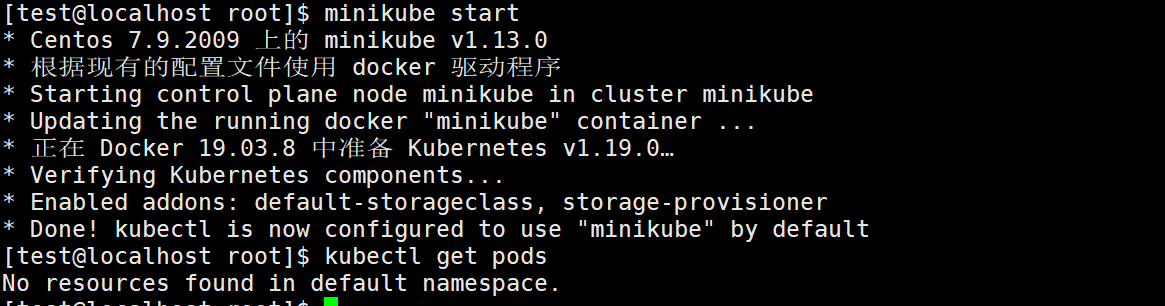 [test@localhost root]$ minikube start
* Centos 7.9.2009 上的 minikube v1.13.0
* 根据现有的配置文件使用 docker 驱动程序
* Starting control plane node minikube in cluster minikube
* Updating the running docker "minikube" container ...
* 正在 Docker 19.03.8 中准备 Kubernetes v1.19.0…
* Verifying Kubernetes components...
* Enabled addons: default-storageclass, storage-provisioner
* Done! kubectl is now configured to use "minikube" by default
[test@localhost root]$ kubectl get pods
No resources found in default namespace.
[test@localhost root]$